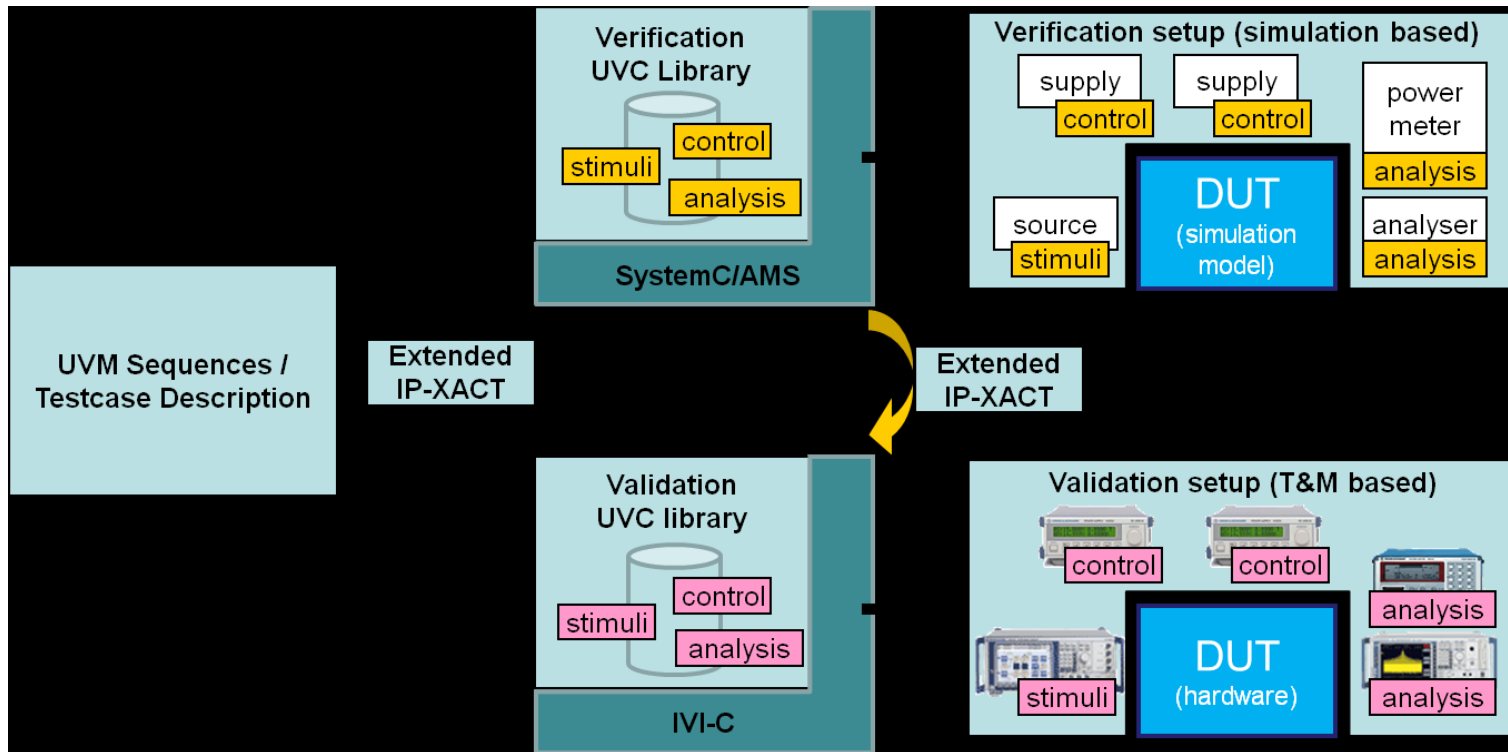 Verification
UVC Library
control
stimuli
analysis
SystemC/AMS
Verification setup (simulation based)
supply
control
supply
control
power
meter
analysis
source
stimuli
DUT
(simulation
model)
analyser
analysis
UVM Sequences /
Testcase Description
Extended
IP-XACT
Extended
IP-XACT
Validation
UVC library
control
stimuli
analysis
IVI-C
Validation setup (T&M based)
control
control
analysis
stimuli
DUT
(hardware)
analysis